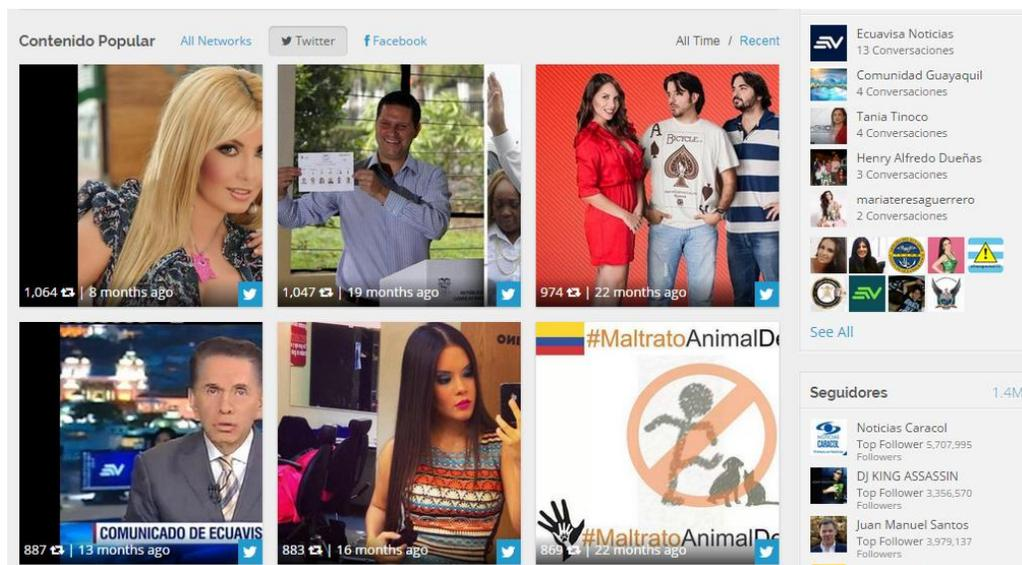 Contenido Popular All Networks Twitter Facebook All Time / Recent
1,064 | 8 months ago
1,047 | 19 months ago
A BICYCLE
974 | 22 months ago
COMUNICADO DE ECUAVIS
887 | 13 months ago
883 | 16 months ago
#MaltratoAnimalDe
#MaltratoAnimalDe
869 | 22 months ago
Ecuavisa Noticias
13 Conversaciones
Comunidad Guayaquil
4 Conversaciones
Tania Tinoco
4 Conversaciones
Henry Alfredo Dueñas
3 Conversaciones
mariateresaguerrero
2 Conversaciones
See All
Seguidores 1.4M
NOTICIAS
CARACOL
Noticias Caracol
Top Follower 5,707,995
Followers
DJ KING ASSASSIN
Top Follower 3,356,570
Followers
Juan Manuel Santos
Top Follower 3,979,137
Followers